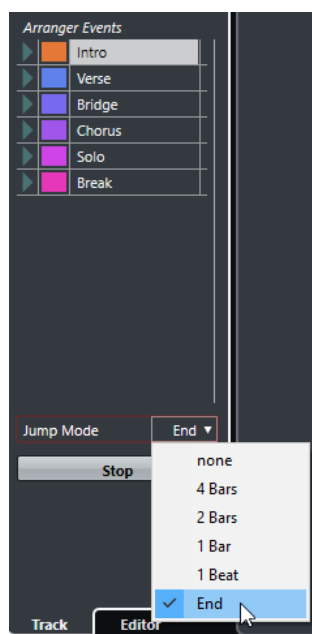 Arranger Events
Intro
Verse
Bridge
Chorus
Solo
Break
Jump Mode End
Stop
none
4 Bars
2 Bars
1 Bar
1 Beat
End
Track Editor